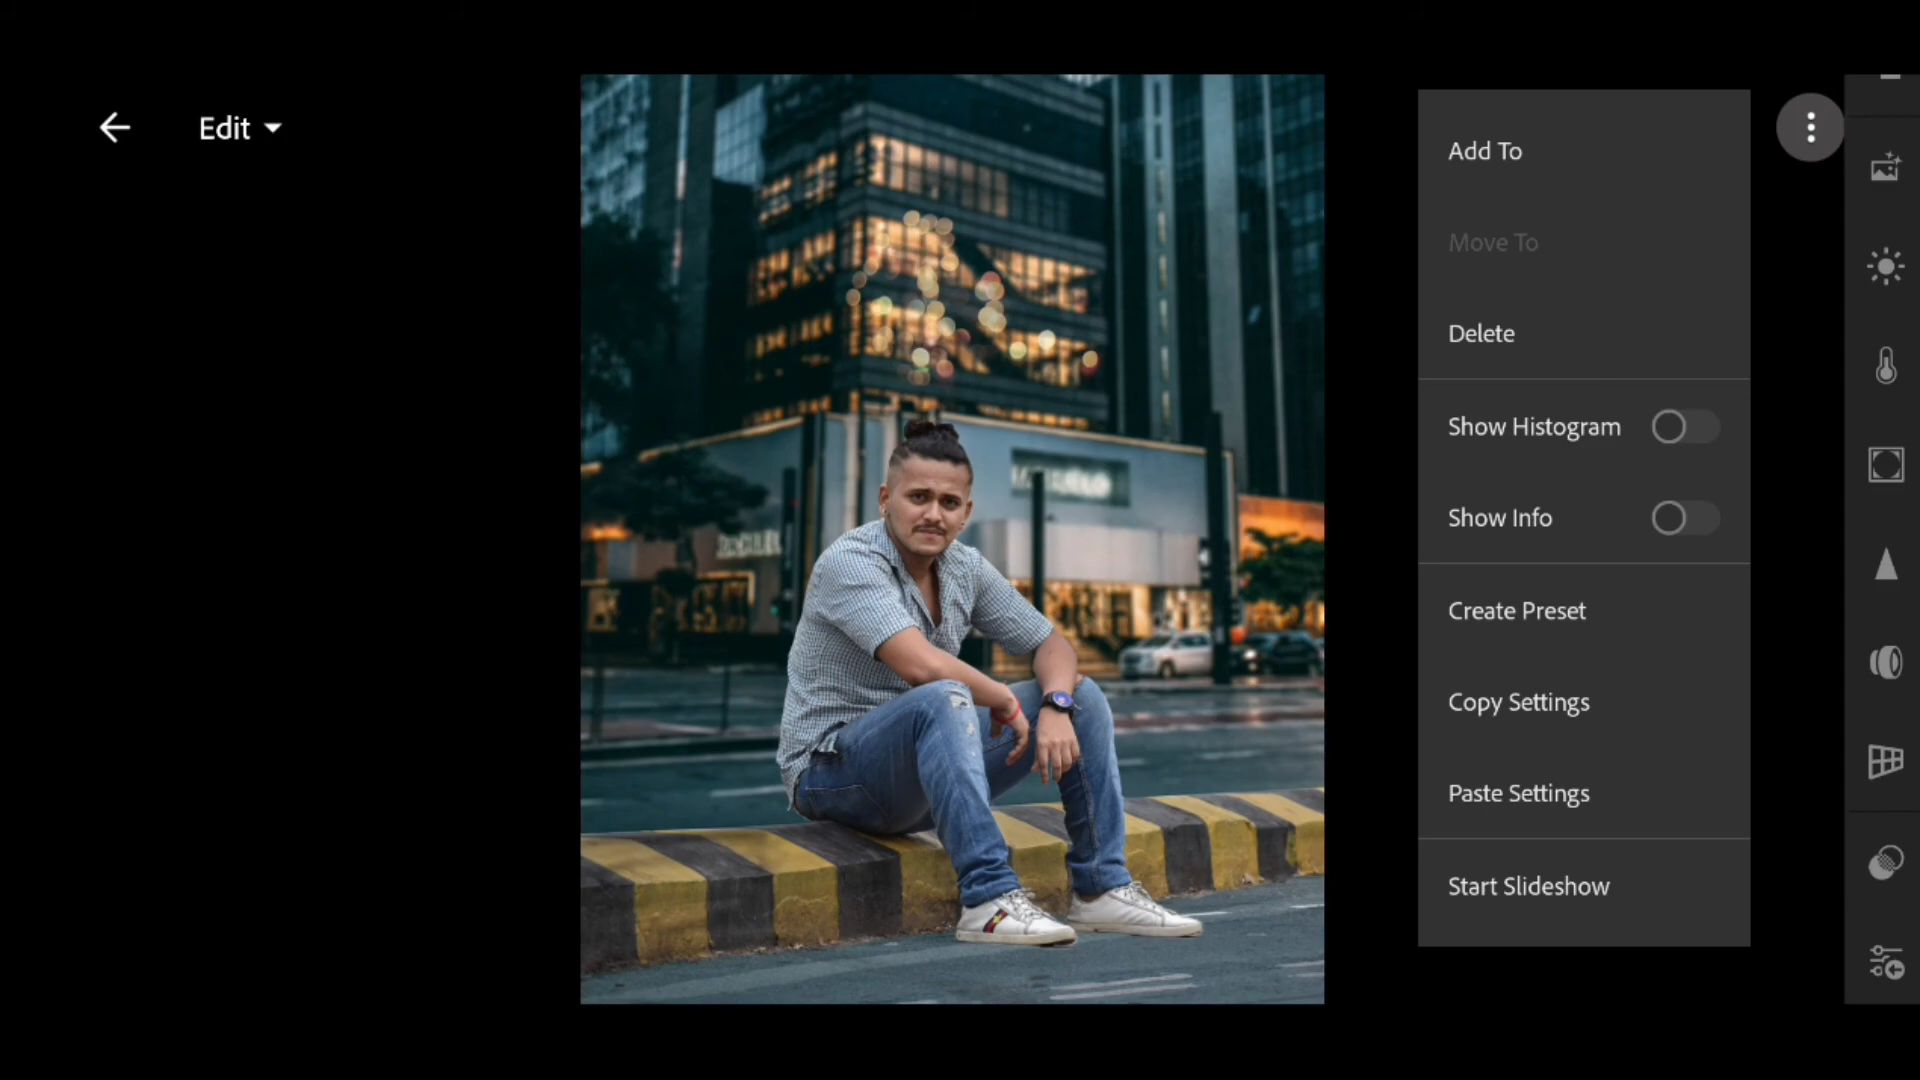 Edit
Add To
Move To
Delete
Show Histogram
Show Info
Create Preset
Copy Settings
Paste Settings
Start Slideshow